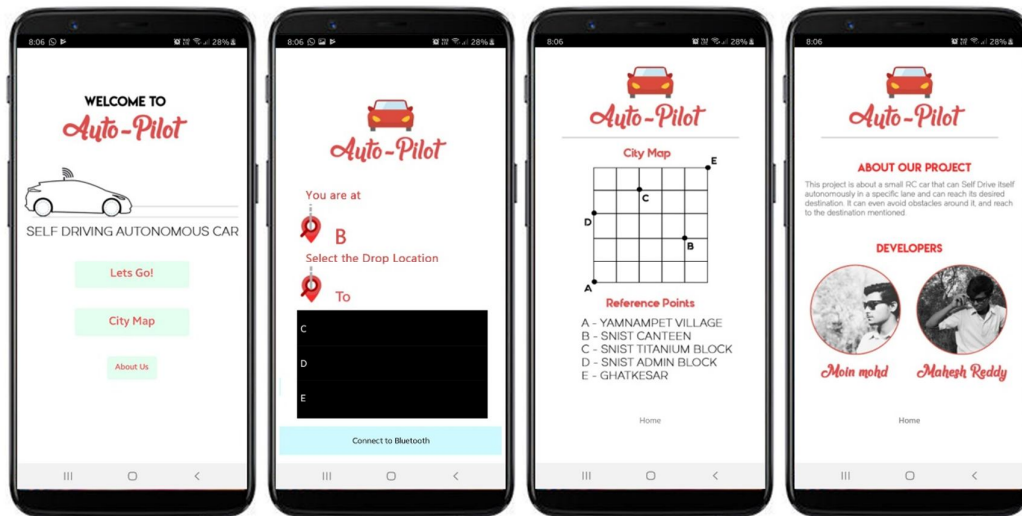 8:06
28%
WELCOME TO
Auto-Pilot
SELF DRIVING AUTONOMOUS CAR
Lets Go!
City Map
About Us
8:06
28%
Auto-Pilot
You are at
B
Select the Drop Location
To
C
D
E
Connect to Bluetooth
8:06
28%
Auto-Pilot
City Map
E
C
D
B
A
Reference Points
A - YAMNAMPET VILLAGE
B - SNIST CANTEEN
C - SNIST TITANIUM BLOCK
D - SNIST ADMIN BLOCK
E - GHATKESAR
Home
8:06
28%
Auto-Pilot
ABOUT OUR PROJECT
This project is about a small RC car that can Self Drive itself
autonomously in a specific lane and can reach its desired
destination. It can even avoid obstacles around it, and reach
to the destination mentioned.
DEVELOPERS
Moin mohd
Mahesh Reddy
Home